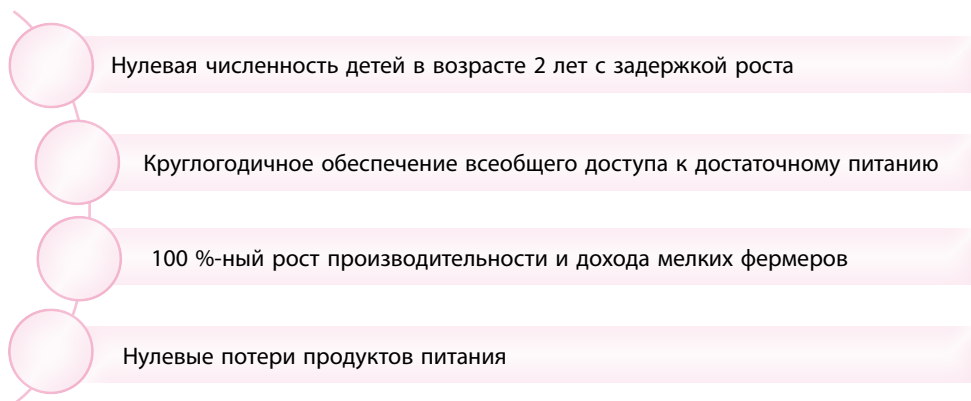 Нулевая численность детей в возрасте 2 лет с задержкой роста
Круглогодичное обеспечение всеобщего доступа к достаточному питанию
100 %-ный рост производительности и дохода мелких фермеров
Нулевые потери продуктов питания